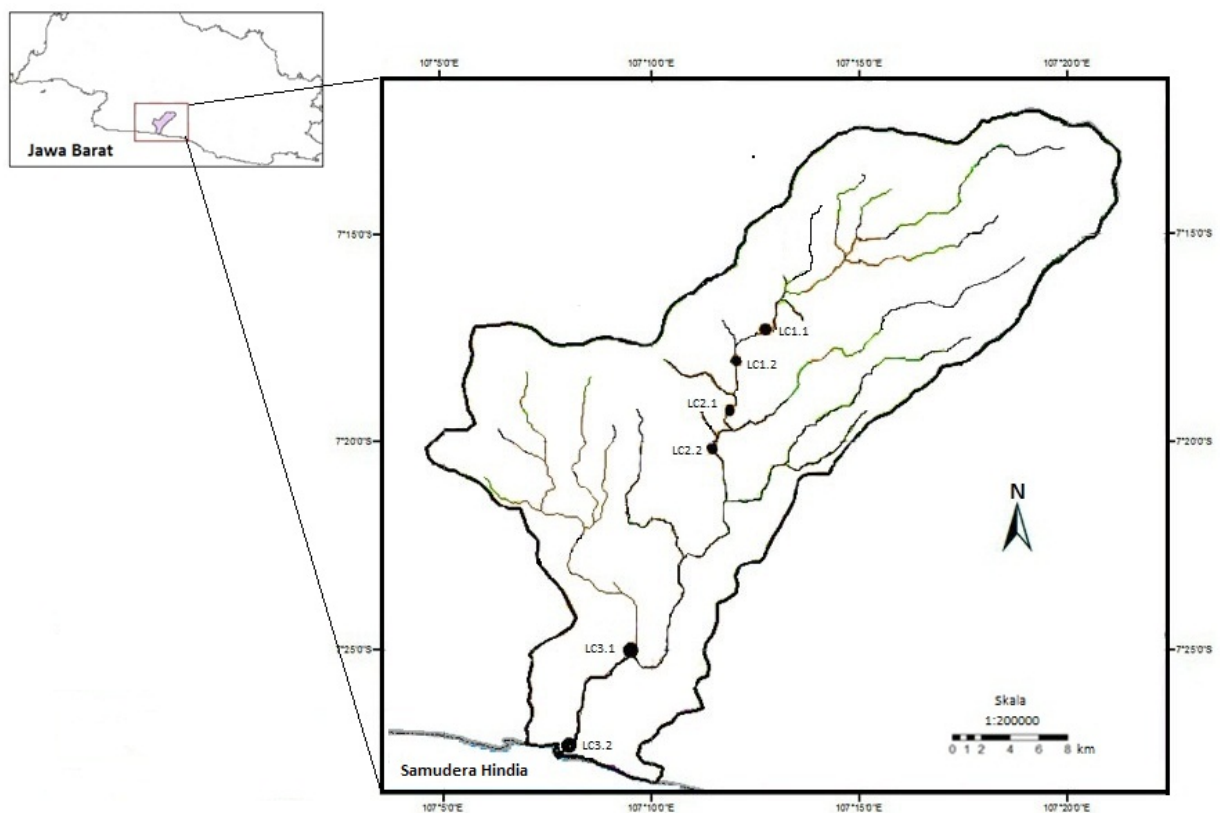 Jawa Barat
107°5'0"E
107°10'0"E
107°15'0"E
107°20'0"E
7°15'0"S
7°15'0"S
LC1.1
LC1.2
LC2.1
LC2.2
7°20'0"S
7°20'0"S
N
LC3.1
7°25'0"S
7°25'0"S
Skala
1:200000
0 1 2 4 6 8 km
LC3.2
Samudera Hindia
107°5'0"E
107°10'0"E
107°15'0"E
107°20'0"E